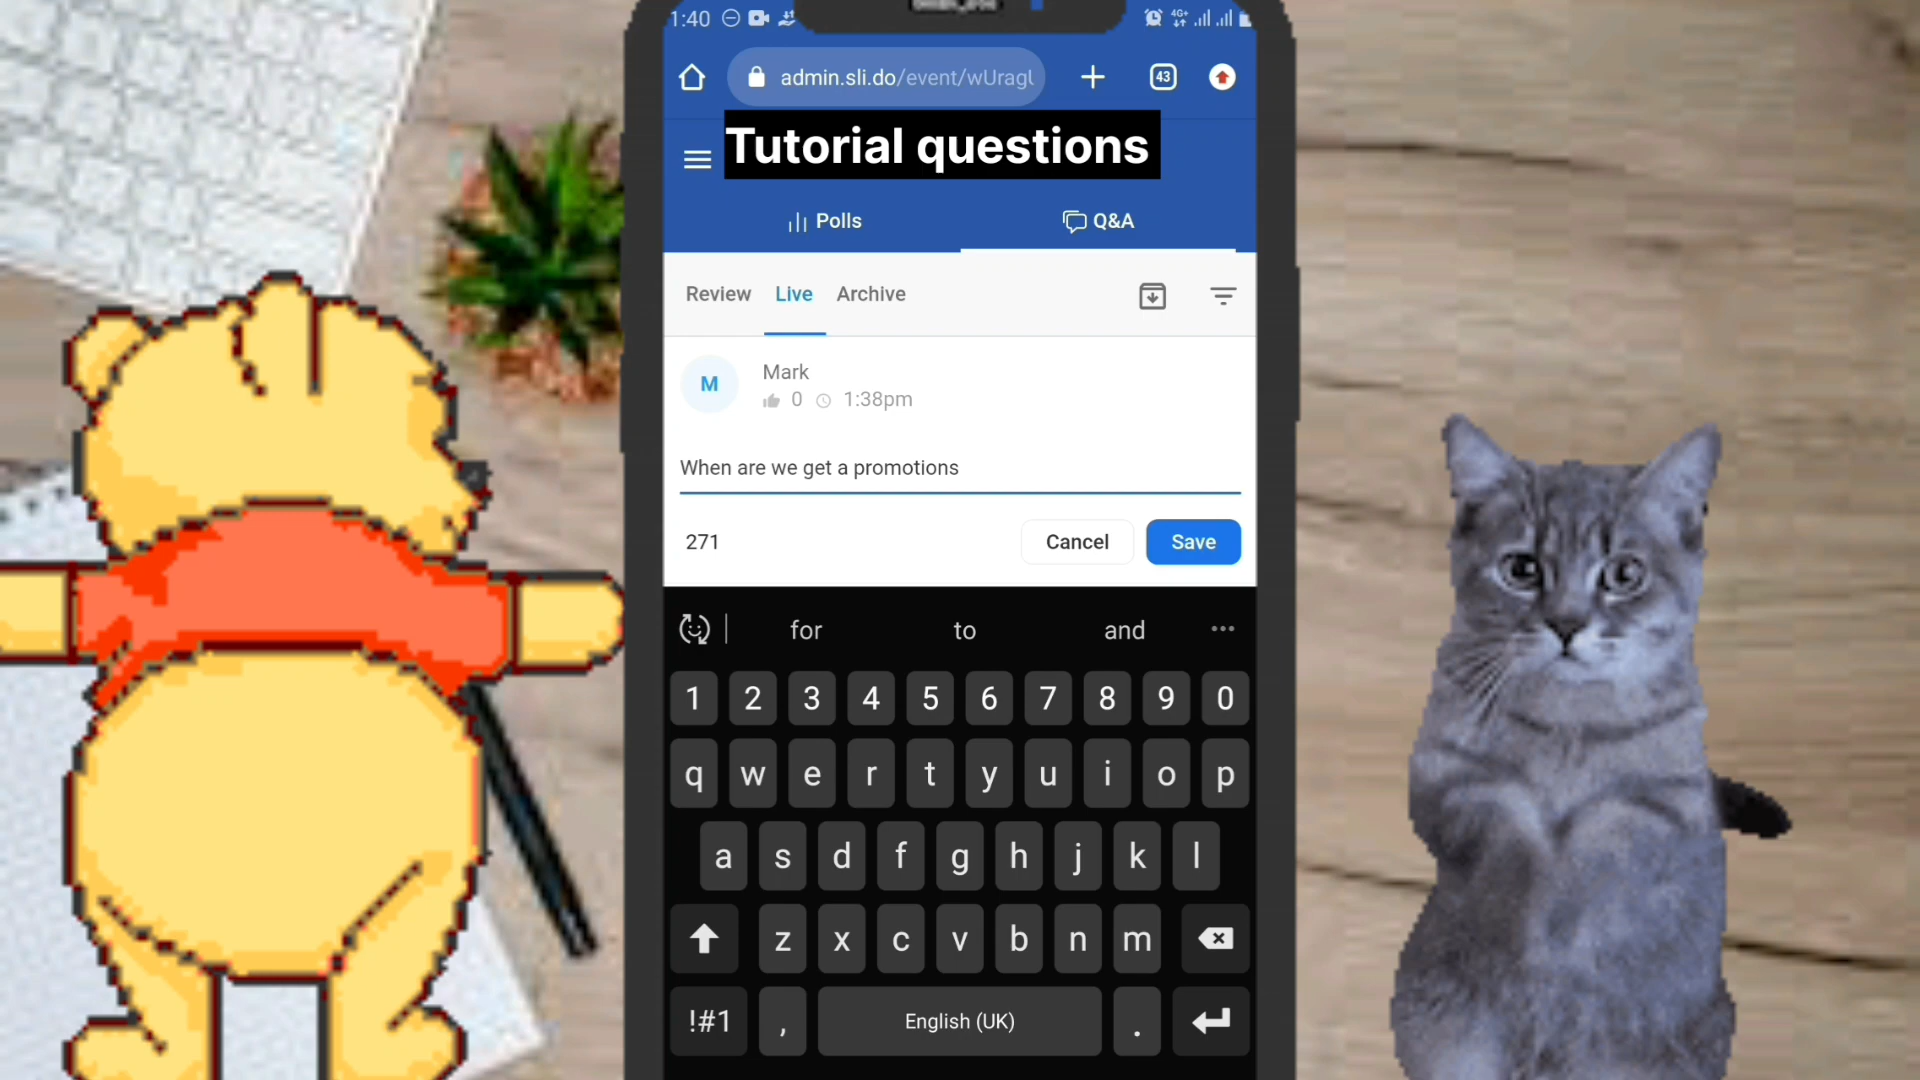 1:40
4G+
admin.sli.do/event/wUragU
43
Tutorial questions
Polls
Q&A
Review Live Archive
M
Mark
0 1:38pm
When are we get a promotions
271
Cancel
Save
for to and
1 2 3 4 5 6 7 8 9 0
q w e r t y u i o p
a s d f g h j k l
z x c v b n m
!#1 , English (UK) .